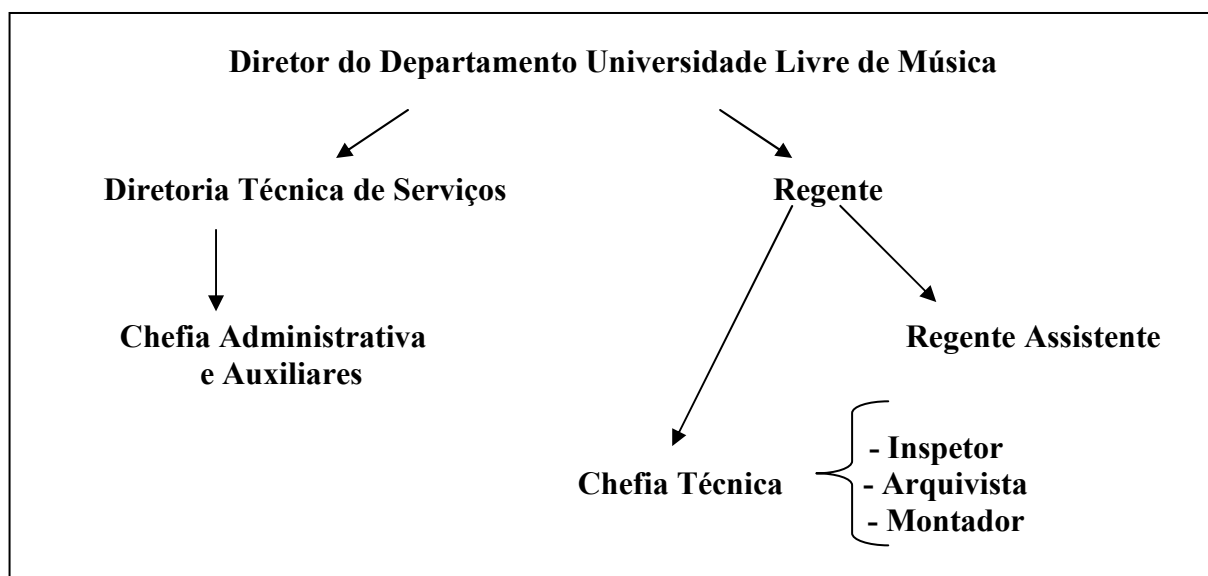 Diretor do Departamento Universidade Livre de Música
Diretoria Técnica de Serviços
Regente
Chefia Administrativa
e Auxiliares
Regente Assistente
Chefia Técnica
- Inspetor
- Arquivista
- Montador